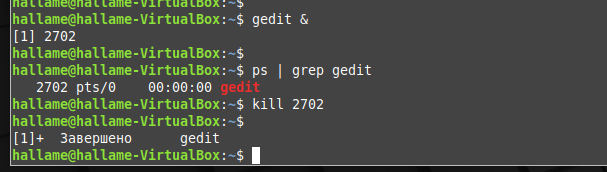 hallame@hallame-VirtualBox:~$
hallame@hallame-VirtualBox:~$ gedit &
[1] 2702
hallame@hallame-VirtualBox:~$
hallame@hallame-VirtualBox:~$ ps | grep gedit
2702 pts/0 00:00:00 gedit
hallame@hallame-VirtualBox:~$ kill 2702
hallame@hallame-VirtualBox:~$
[1]+ Завершено gedit
hallame@hallame-VirtualBox:~$